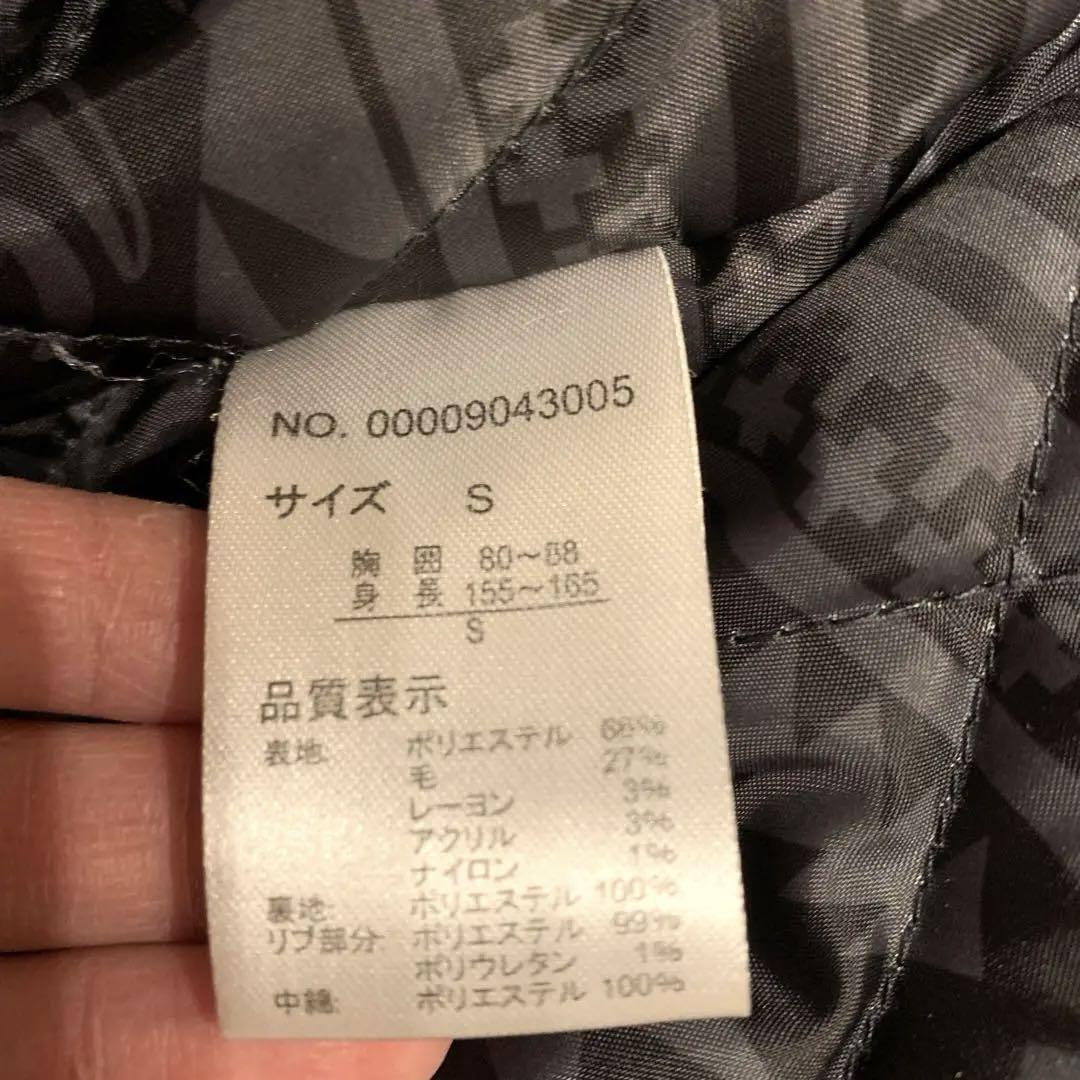 NO. 00009043005
サイズ S
胸 囲 80～88
身 長 155～165
S
品質表示
表地: ポリエステル 66%
毛 27%
レーヨン 3%
アクリル 3%
ナイロン 1%
裏地: ポリエステル 100%
リブ部分: ポリエステル 99%
ポリウレタン 1%
中綿: ポリエステル 100%